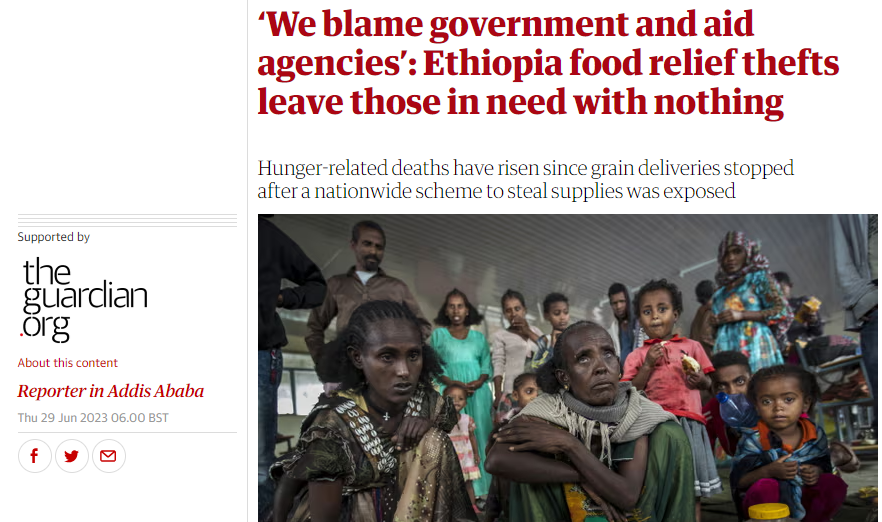 ‘We blame government and aid
agencies’: Ethiopia food relief thefts
leave those in need with nothing
Hunger-related deaths have risen since grain deliveries stopped
after a nationwide scheme to steal supplies was exposed
Supported by
the
guardian
.org
About this content
Reporter in Addis Ababa
Thu 29 Jun 2023 06.00 BST